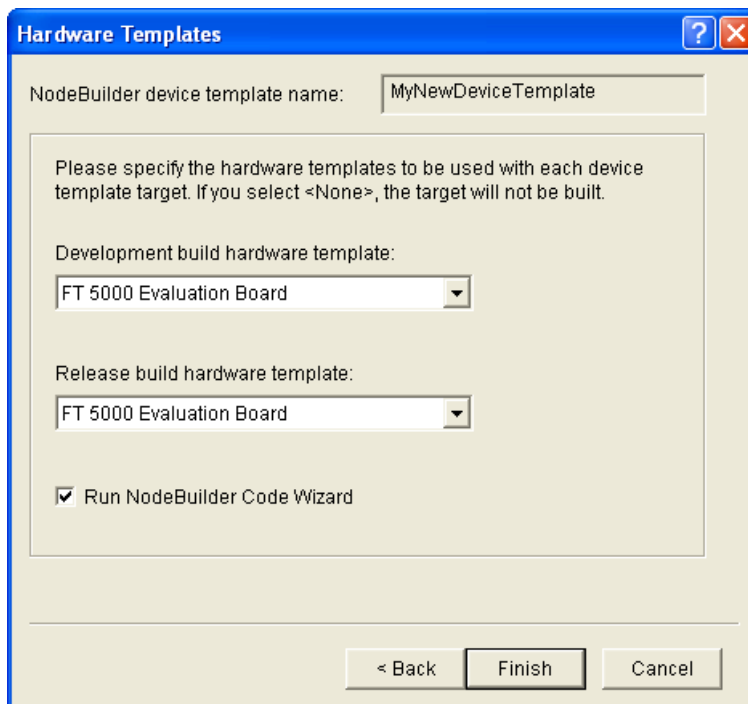 Hardware Templates
NodeBuilder device template name: MyNewDeviceTemplate
Please specify the hardware templates to be used with each device
template target. If you select <None>, the target will not be built.
Development build hardware template:
FT 5000 Evaluation Board
Release build hardware template:
FT 5000 Evaluation Board
Run NodeBuilder Code Wizard
< Back Finish Cancel